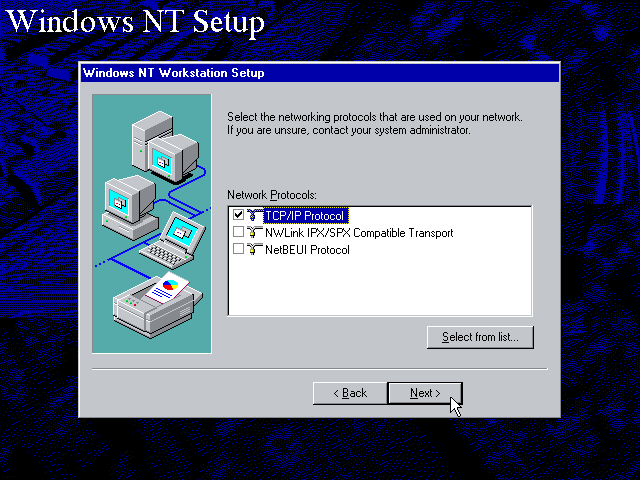 Windows NT Setup
Windows NT Workstation Setup
Select the networking protocols that are used on your network.
If you are unsure, contact your system administrator.
Network Protocols:
TCP/IP Protocol
NWLink IPX/SPX Compatible Transport
NetBEUI Protocol
Select from list...
< Back
Next >